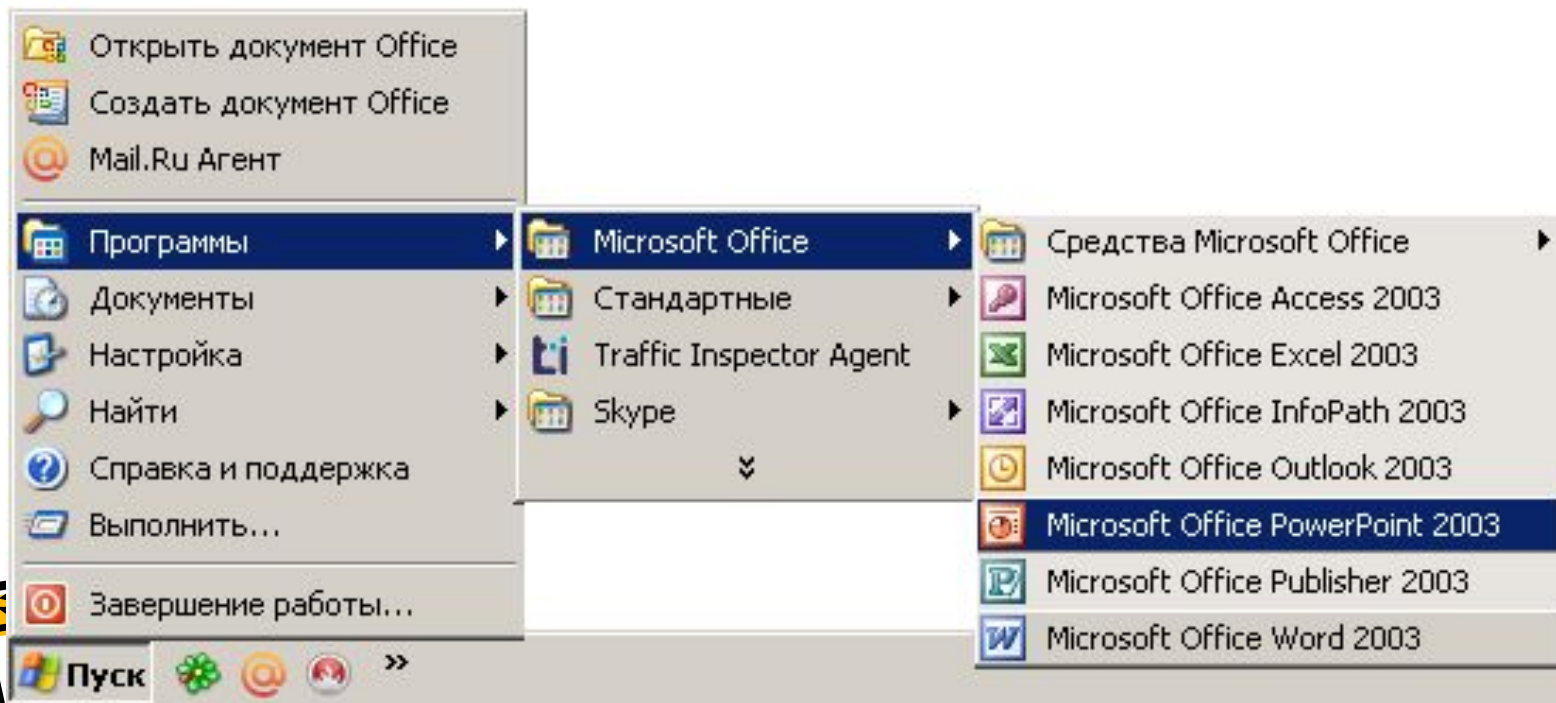 Открыть документ Office
Создать документ Office
Mail.Ru Агент
Программы
Документы
Настройка
Найти
Справка и поддержка
Выполнить...
Завершение работы...
Пуск
Microsoft Office
Стандартные
Traffic Inspector Agent
Skype
Средства Microsoft Office
Microsoft Office Access 2003
Microsoft Office Excel 2003
Microsoft Office InfoPath 2003
Microsoft Office Outlook 2003
Microsoft Office PowerPoint 2003
Microsoft Office Publisher 2003
Microsoft Office Word 2003